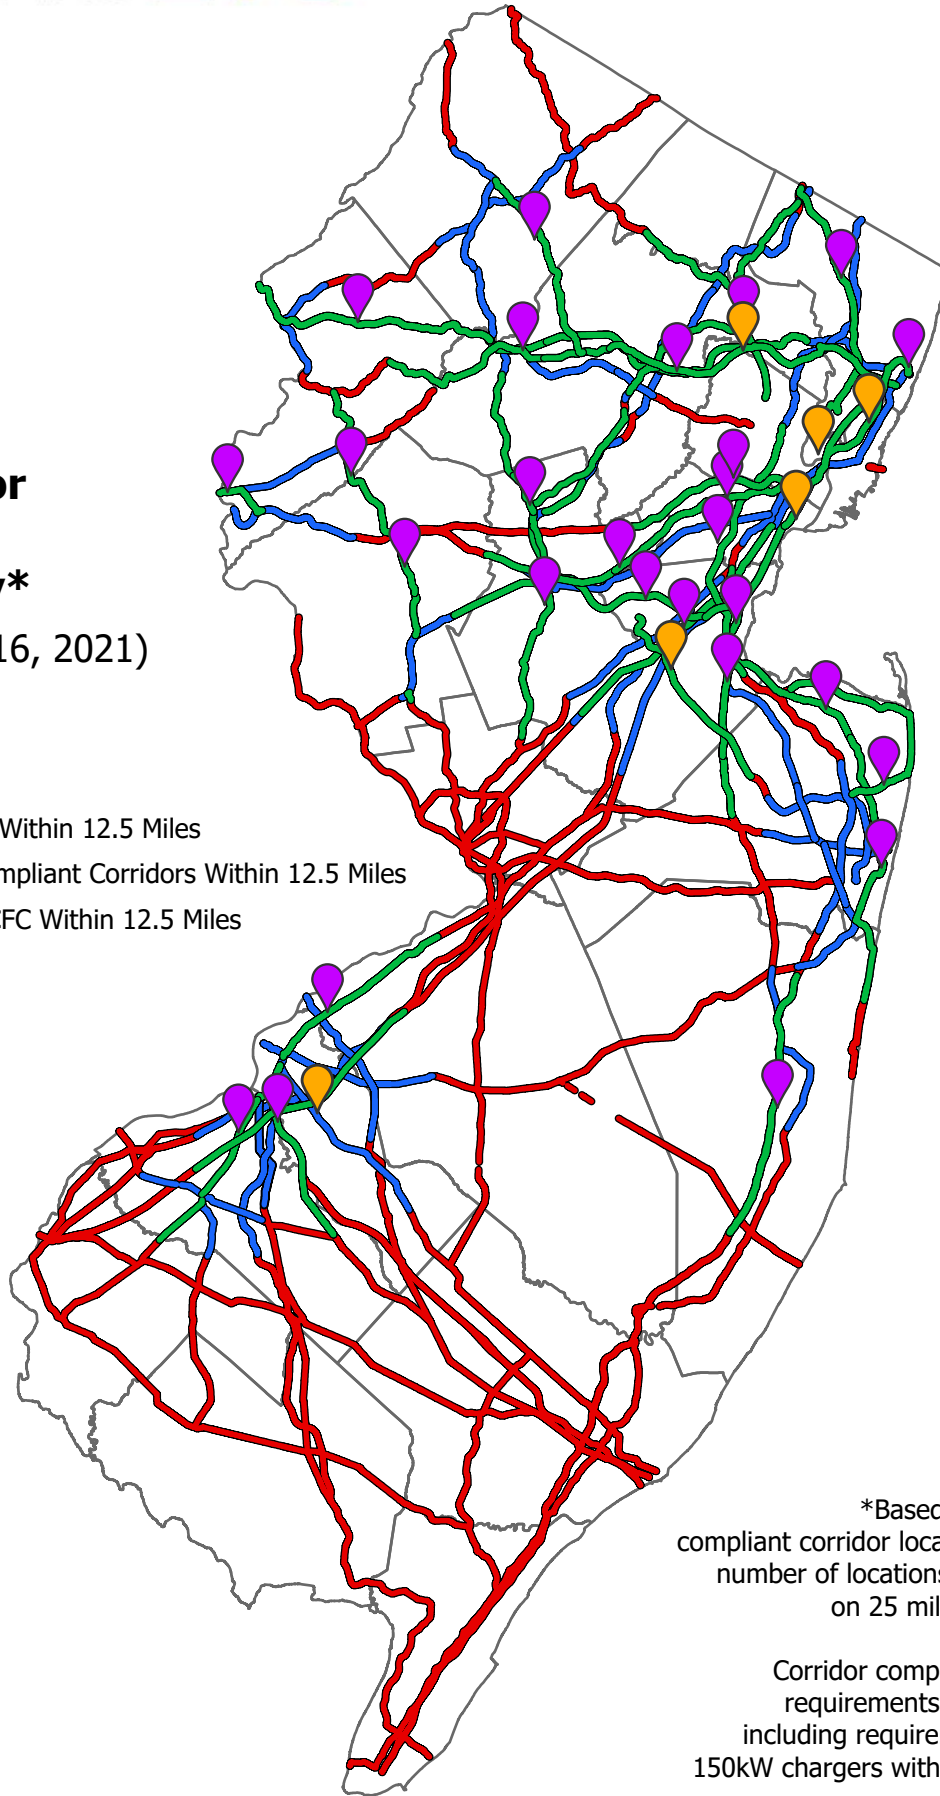 or
y*
16, 2021)
Within 12.5 Miles
mpliant Corridors Within 12.5 Miles
CFC Within 12.5 Miles
*Based
compliant corridor loca
number of locations
on 25 mil
Corridor comp
requirements
including require
150kW chargers with